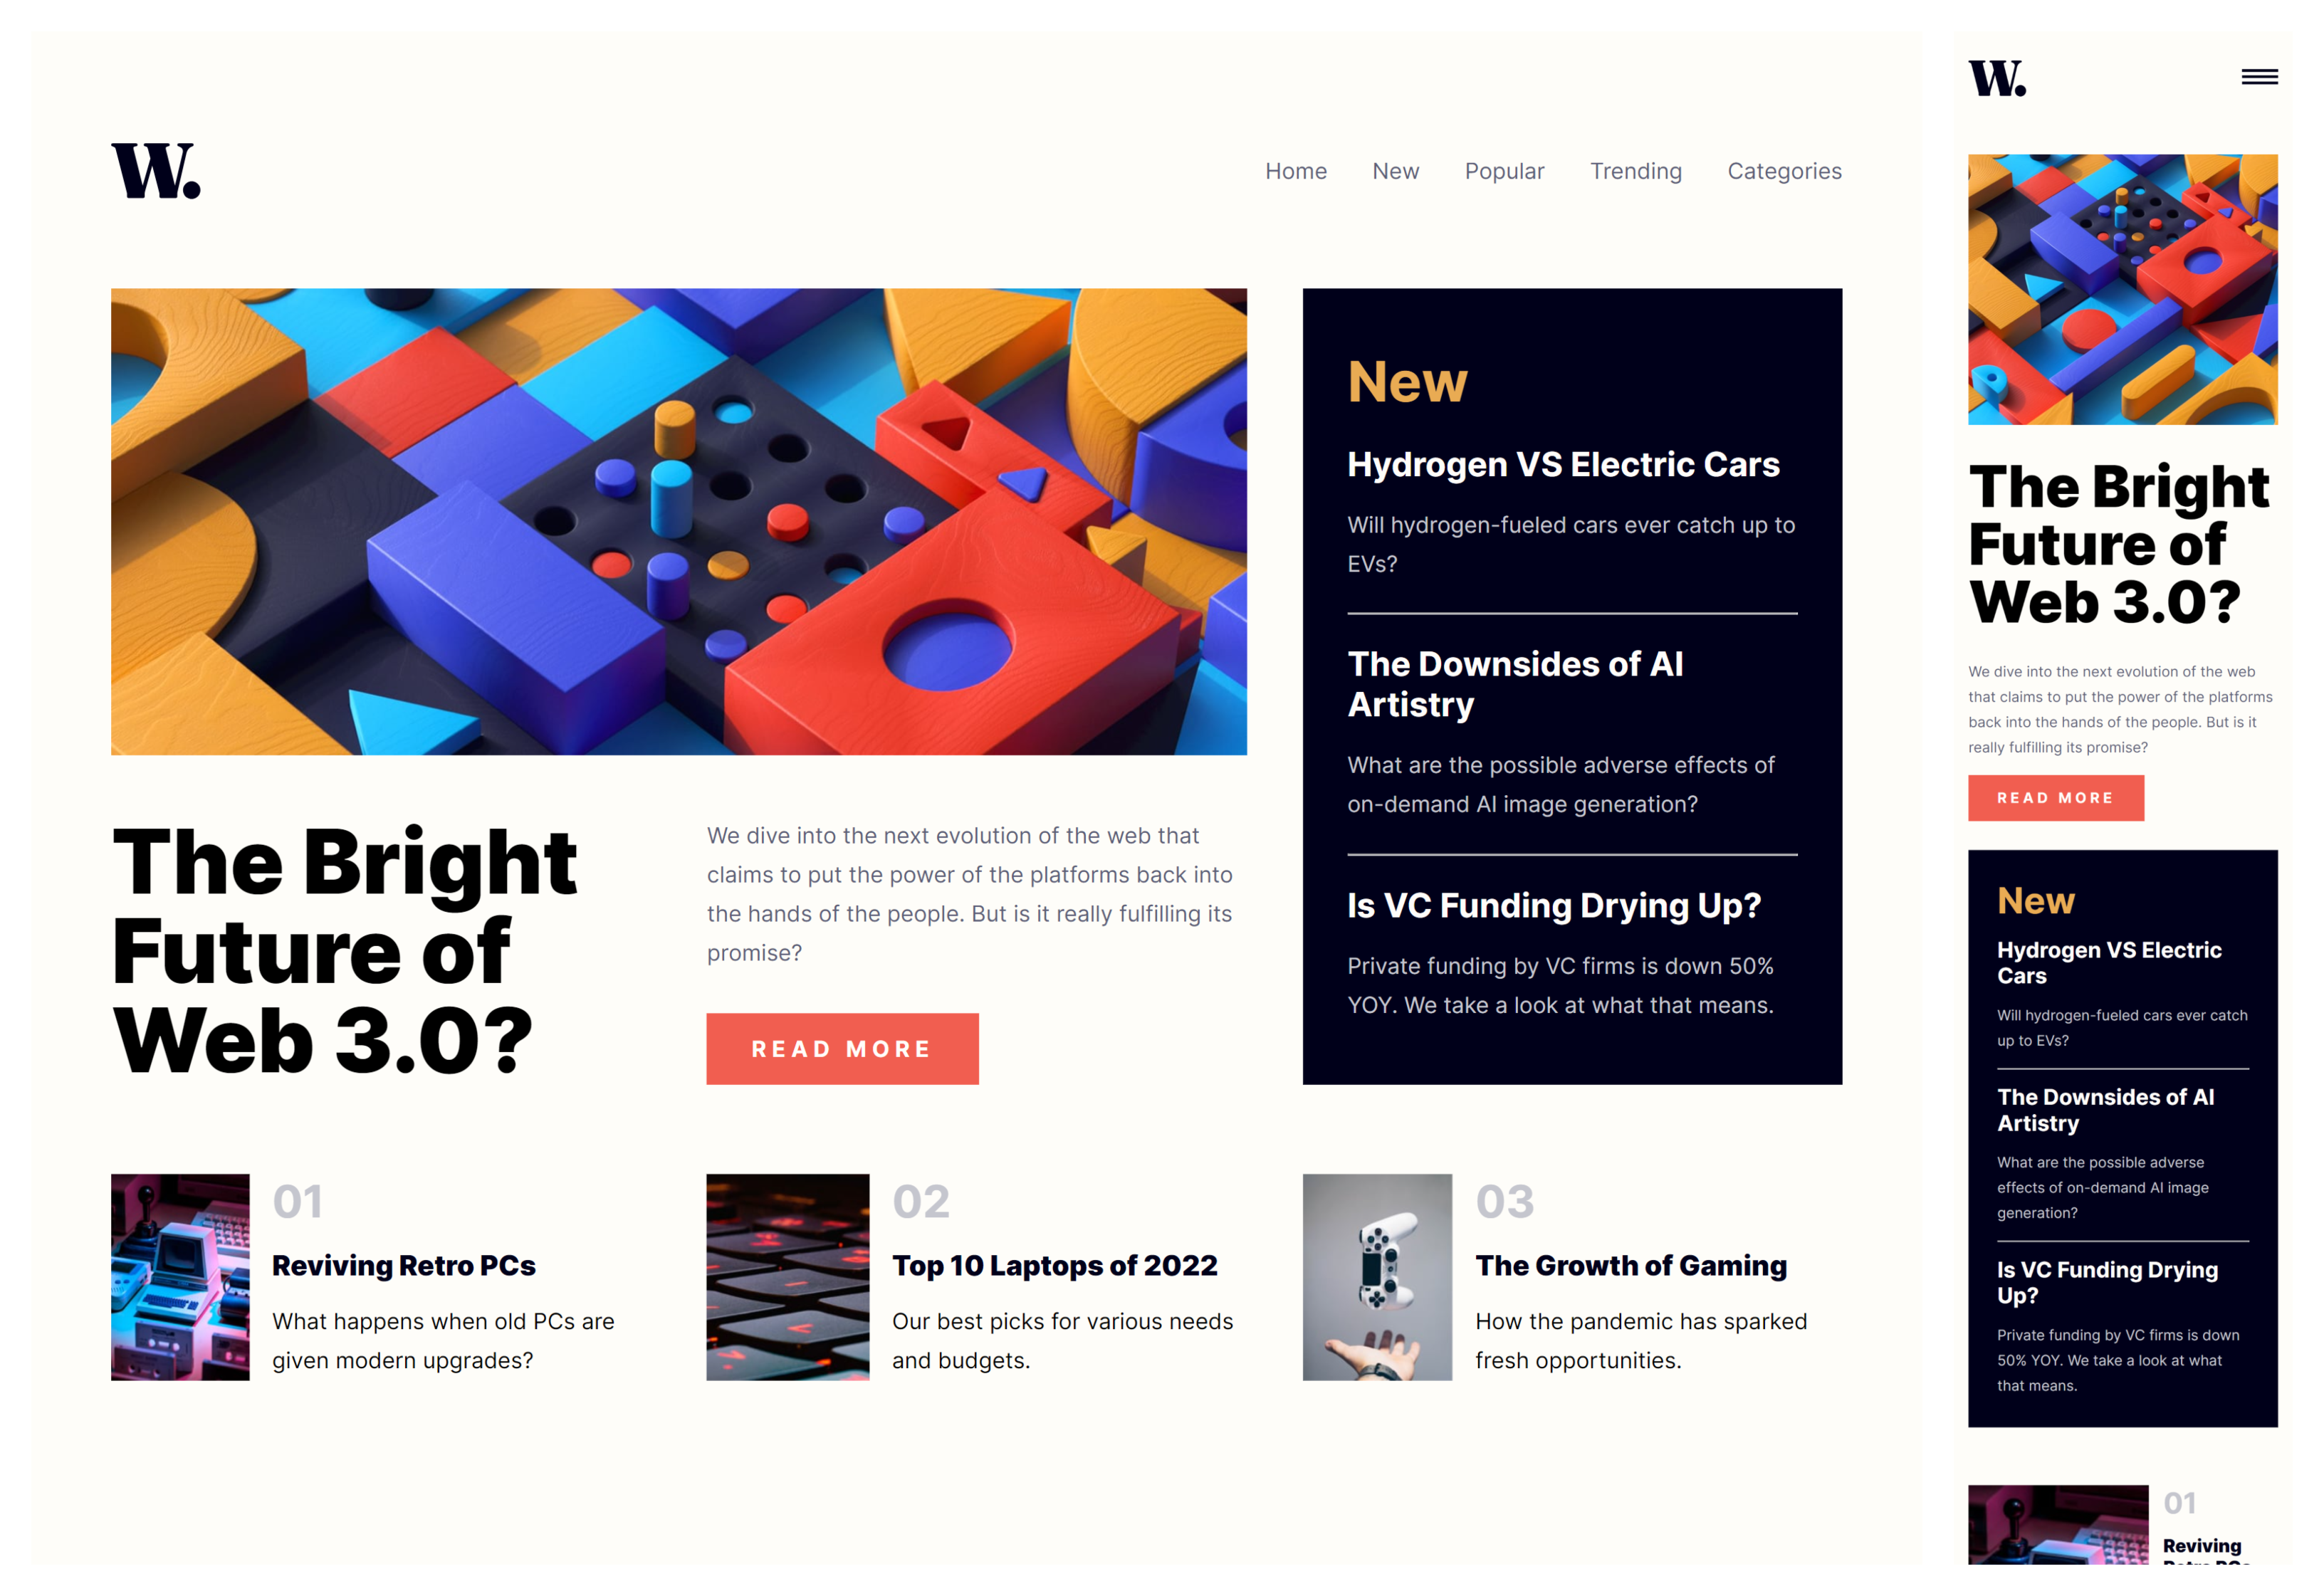 W.
Home New Popular Trending Categories
New
Hydrogen VS Electric Cars
Will hydrogen-fueled cars ever catch up to
EVs?
The Downsides of AI
Artistry
What are the possible adverse effects of
on-demand AI image generation?
Is VC Funding Drying Up?
Private funding by VC firms is down 50%
YOY. We take a look at what that means.
The Bright
Future of
Web 3.0?
We dive into the next evolution of the web that
claims to put the power of the platforms back into
the hands of the people. But is it really fulfilling its
promise?
READ MORE
01
Reviving Retro PCs
What happens when old PCs are
given modern upgrades?
02
Top 10 Laptops of 2022
Our best picks for various needs
and budgets.
03
The Growth of Gaming
How the pandemic has sparked
fresh opportunities.
W.
The Bright
Future of
Web 3.0?
We dive into the next evolution of the web
that claims to put the power of the platforms
back into the hands of the people. But is it
really fulfilling its promise?
READ MORE
New
Hydrogen VS Electric
Cars
Will hydrogen-fueled cars ever catch
up to EVs?
The Downsides of AI
Artistry
What are the possible adverse
effects of on-demand AI image
generation?
Is VC Funding Drying
Up?
Private funding by VC firms is down
50% YOY. We take a look at what
that means.
01
Reviving